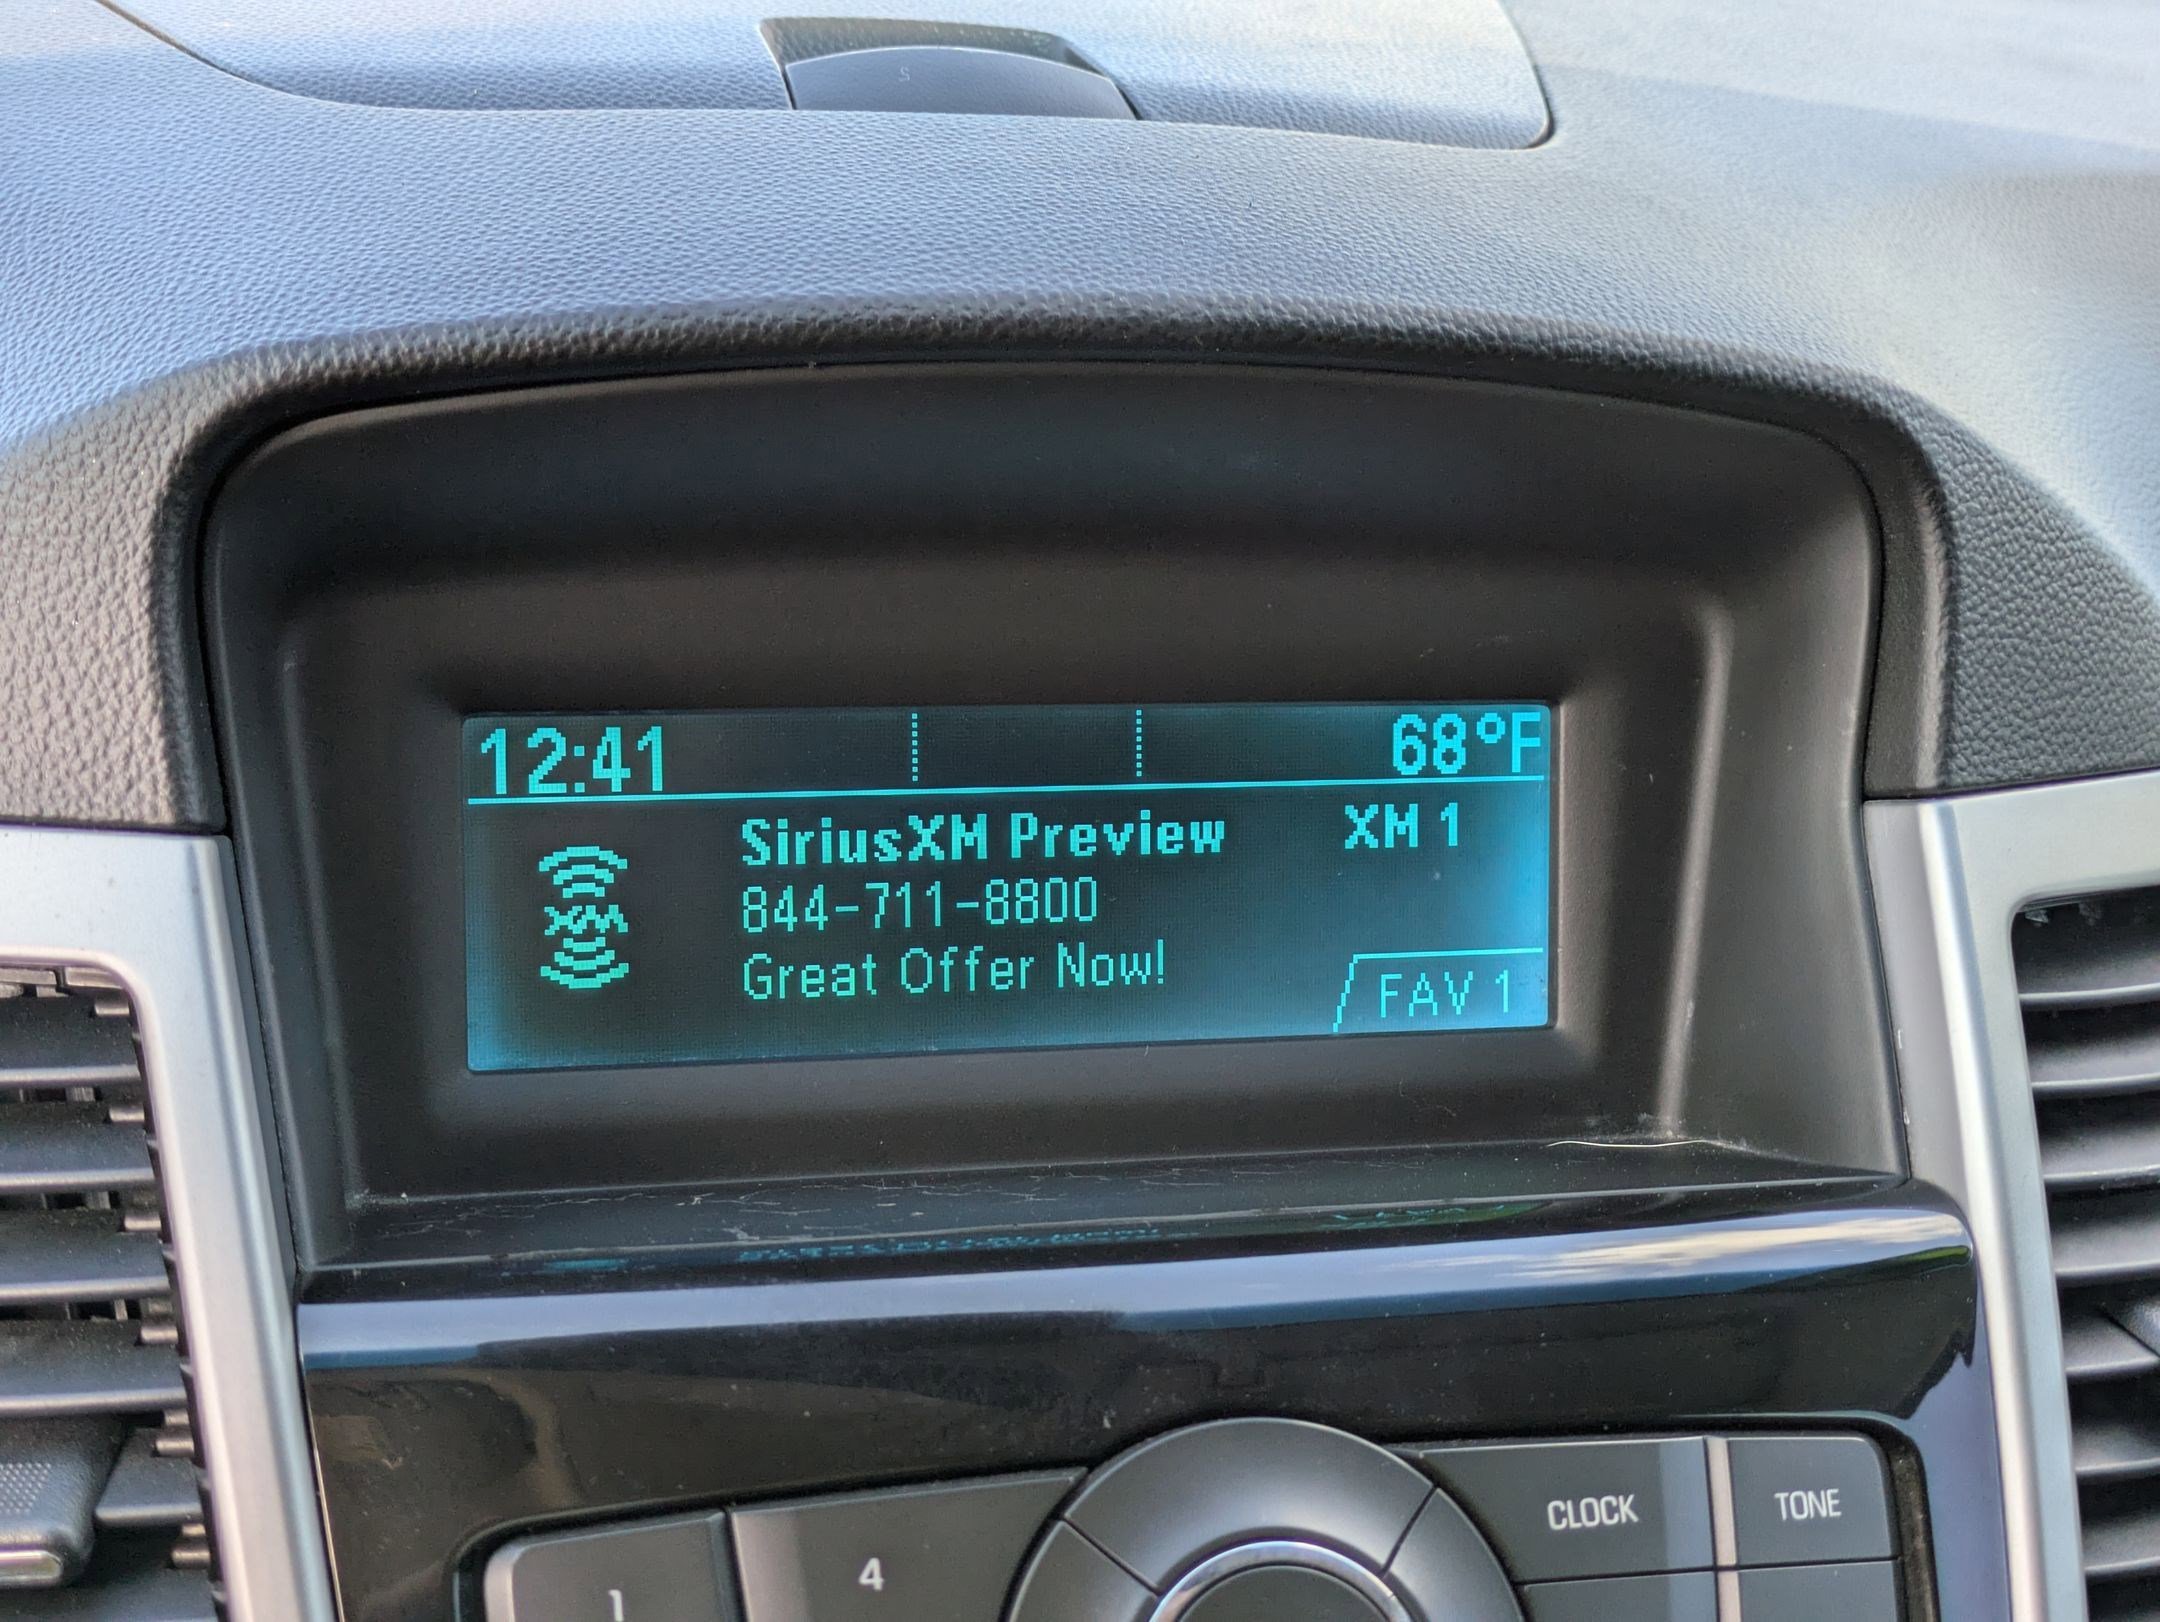 S
12:41 68°F
SiriusXM Preview XM 1
XM 844-711-8800
Great Offer Now!
FAV 1
CLOCK TONE
1 4